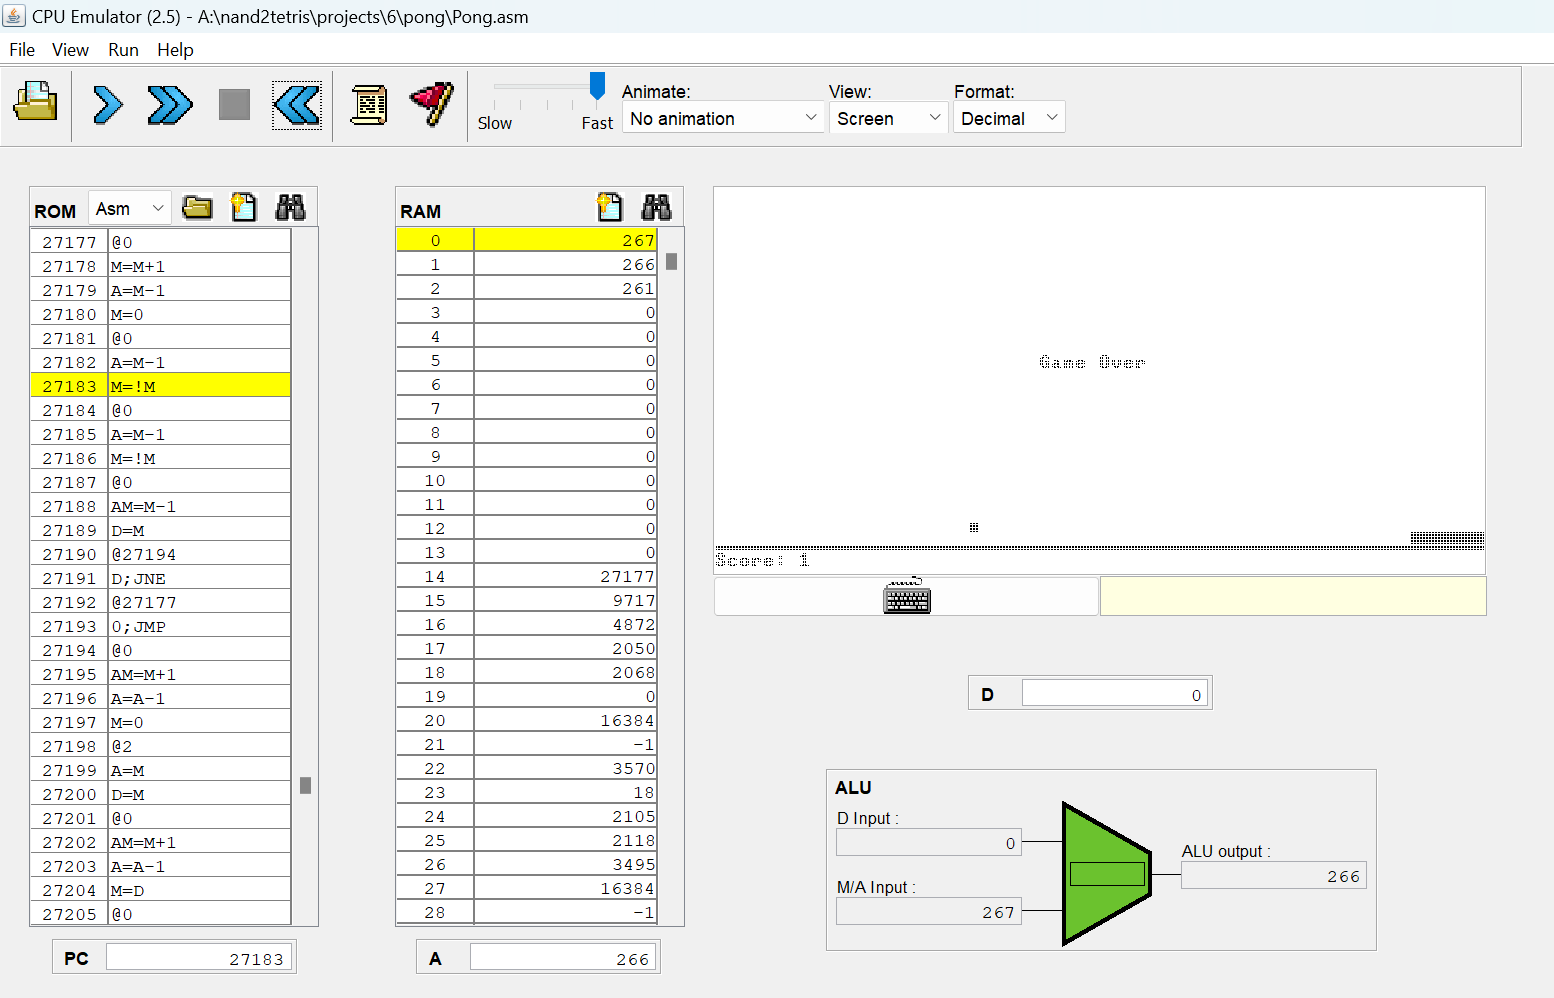 CPU Emulator (2.5) - A:\nand2tetris\projects\6\pong\Pong.asm
File View Run Help
Slow Fast
Animate:
No animation
View:
Screen
Format:
Decimal
ROM Asm
27177 @0
27178 M=M+1
27179 A=M-1
27180 M=0
27181 @0
27182 A=M-1
27183 M=!M
27184 @0
27185 A=M-1
27186 M=!M
27187 @0
27188 AM=M-1
27189 D=M
27190 @27194
27191 D;JNE
27192 @27177
27193 0;JMP
27194 @0
27195 AM=M+1
27196 A=A-1
27197 M=0
27198 @2
27199 A=M
27200 D=M
27201 @0
27202 AM=M+1
27203 A=A-1
27204 M=D
27205 @0
PC 27183
RAM
0 267
1 266
2 261
3 0
4 0
5 0
6 0
7 0
8 0
9 0
10 0
11 0
12 0
13 0
14 27177
15 9717
16 4872
17 2050
18 2068
19 0
20 16384
21 -1
22 3570
23 18
24 2105
25 2118
26 3495
27 16384
28 -1
A 266
Game Over
Score: 1
D 0
ALU
D Input :
0
M/A Input :
267
ALU output :
266